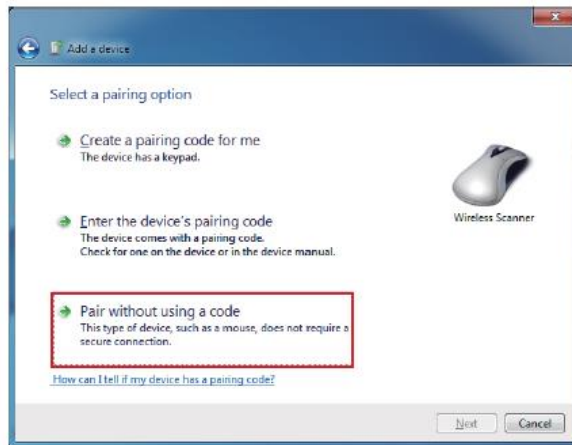 Add a device
Select a pairing option
Create a pairing code for me
The device has a keypad.
Wireless Scanner
Enter the device's pairing code
The device comes with a pairing code.
Check for one on the device or in the device manual.
Pair without using a code
This type of device, such as a mouse, does not require a
secure connection.
How can I tell if my device has a pairing code?
Next
Cancel